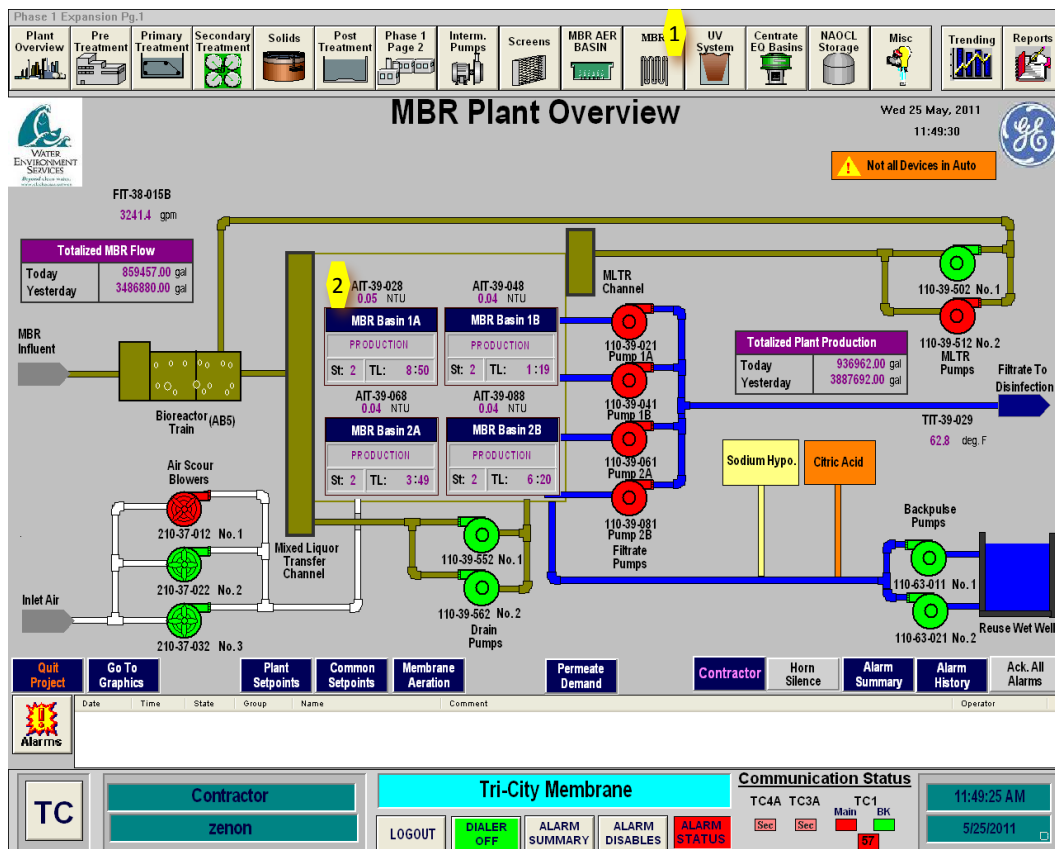 Phase 1 Expansion Pg.1
Plant Overview
Pre Treatment
Primary Treatment
Secondary Treatment
Solids
Post Treatment
Phase 1 Page 2
Interm. Pumps
Screens
MBR AER BASIN
MBR
1
UV System
Centrate EQ Basins
NAOCL Storage
Misc
Trending
Reports
WATER
ENVIRONMENT
SERVICES
MBR Plant Overview
Wed 25 May, 2011
11:49:30
Not all Devices in Auto
FIT-38-015B
3241.4 gpm
Totalized MBR Flow
Today 859457.00 gal
Yesterday 3486880.00 gal
2
AIT-39-028
0.05 NTU
MBR Basin 1A
PRODUCTION
St: 2 TL: 8:50
AIT-39-048
0.04 NTU
MBR Basin 1B
PRODUCTION
St: 2 TL: 1:19
AIT-39-068
0.04 NTU
MBR Basin 2A
PRODUCTION
St: 2 TL: 3:49
AIT-39-088
0.04 NTU
MBR Basin 2B
PRODUCTION
St: 2 TL: 6:20
MLTR
Channel
110-39-021
Pump 1A
110-39-041
Pump 1B
110-39-061
Pump 2A
110-39-081
Pump 2B
Filtrate
Pumps
110-39-502 No. 1
110-39-512 No.2
MLTR
Pumps
Totalized Plant Production
Today 936962.00 gal
Yesterday 3887692.00 gal
Filtrate To
Disinfection
TIT-39-029
62.8 deg. F
MBR
Influent
Bioreactor (AB5)
Train
Sodium Hypo.
Citric Acid
Air Scour
Blowers
210-37-012 No.1
210-37-022 No.2
210-37-032 No.3
Inlet Air
Mixed Liquor
Transfer
Channel
110-39-552 No. 1
110-39-562 No.2
Drain
Pumps
Backpulse
Pumps
110-63-011 No. 1
110-63-021 No. 2
Reuse Wet Well
Quit
Project
Go To
Graphics
Plant
Setpoints
Common
Setpoints
Membrane
Aeration
Permeate
Demand
Contractor
Horn
Silence
Alarm
Summary
Alarm
History
Ack. All
Alarms
Alarms
Date Time State Group Name Comment Operator
TC
Contractor
zenon
Tri-City Membrane
LOGOUT
DIALER
OFF
ALARM
SUMMARY
ALARM
DISABLES
ALARM
STATUS
Communication Status
TC4A TC3A TC1
Main BK
Sec Sec
57
11:49:25 AM
5/25/2011